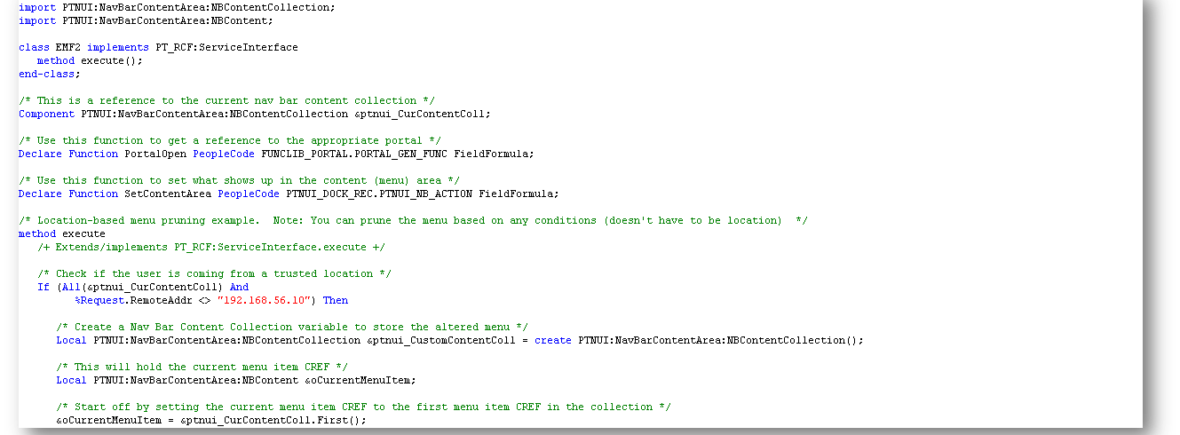 import PTNUI:NavBarContentArea:NBContentCollection;
import PTNUI:NavBarContentArea:NBContent;
class EMF2 implements PT_RCF:ServiceInterface
method execute();
end-class;
/* This is a reference to the current nav bar content collection */
Component PTNUI:NavBarContentArea:NBContentCollection &ptnui_CurContentColl;
/* Use this function to get a reference to the appropriate portal */
Declare Function PortalOpen PeopleCode FUNCLIB_PORTAL.PORTAL_GEN_FUNC FieldFormula;
/* Use this function to set what shows up in the content (menu) area */
Declare Function SetContentArea PeopleCode PTNUI_DOCK_REC.PTNUI_NB_ACTION FieldFormula;
/* Location-based menu pruning example.  Note: You can prune the menu based on any conditions (doesn't have to be location)  */
method execute
/+ Extends/implements PT_RCF:ServiceInterface.execute +/
/* Check if the user is coming from a trusted location */
If (All(&ptnui_CurContentColl) And
%Request.RemoteAddr <> "192.168.56.10") Then
/* Create a Nav Bar Content Collection variable to store the altered menu */
Local PTNUI:NavBarContentArea:NBContentCollection &ptnui_CustomContentColl = create PTNUI:NavBarContentArea:NBContentCollection();
/* This will hold the current menu item CREF */
Local PTNUI:NavBarContentArea:NBContent &oCurrentMenuItem;
/* Start off by setting the current menu item CREF to the first menu item CREF in the collection */
&oCurrentMenuItem = &ptnui_CurContentColl.First();